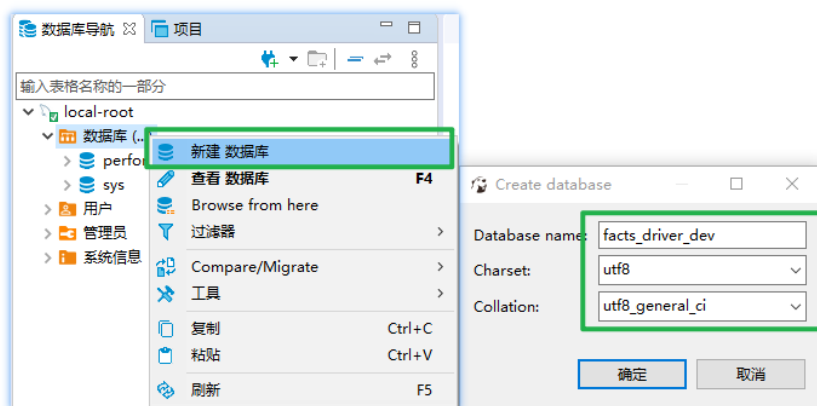 数据库导航 项目
输入表格名称的一部分
local-root
数据库 (...
perfor
sys
用户
管理员
系统信息
新建 数据库
查看 数据库 F4
Browse from here
过滤器
Compare/Migrate
工具
复制 Ctrl+C
粘贴 Ctrl+V
刷新 F5
Create database
Database name: facts_driver_dev
Charset: utf8
Collation: utf8_general_ci
确定 取消